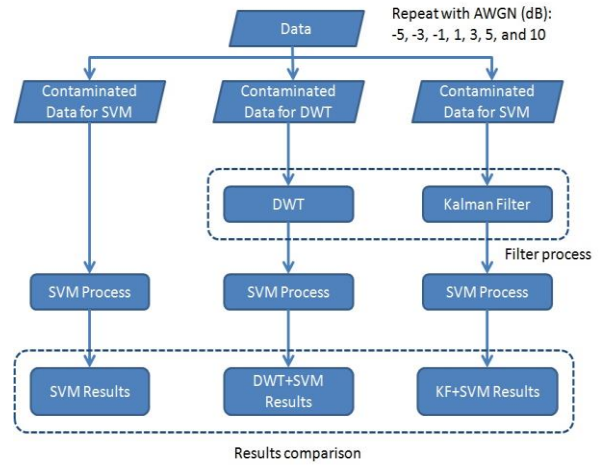 Data
Repeat with AWGN (dB):
-5, -3, -1, 1, 3, 5, and 10
Contaminated
Data for SVM
Contaminated
Data for DWT
Contaminated
Data for SVM
DWT
Kalman Filter
Filter process
SVM Process
SVM Process
SVM Process
SVM Results
DWT+SVM
Results
KF+SVM Results
Results comparison